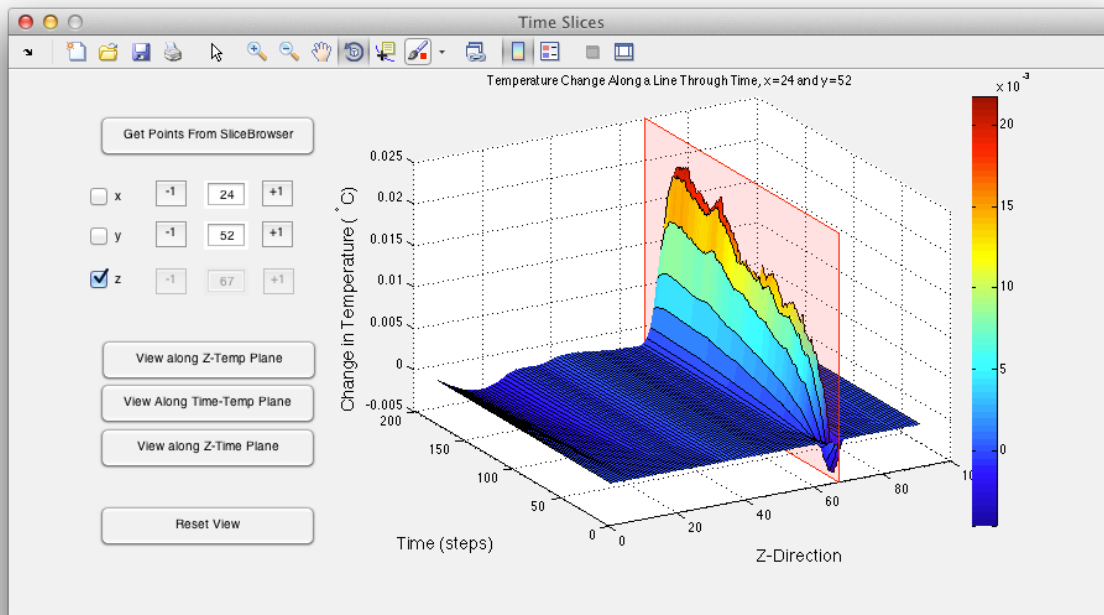 Time Slices
Temperature Change Along a Line Through Time, x=24 and y=52
Get Points From SliceBrowser
x -1 24 +1
y -1 52 +1
z -1 67 +1
View along Z-Temp Plane
View Along Time-Temp Plane
View along Z-Time Plane
Reset View
Change in Temperature (°C)
0.025
0.02
0.015
0.01
0.005
0
-0.005
200
150
100
50
0
Time (steps)
0
20
40
60
80
Z-Direction
x 10⁻³
20
15
10
5
0